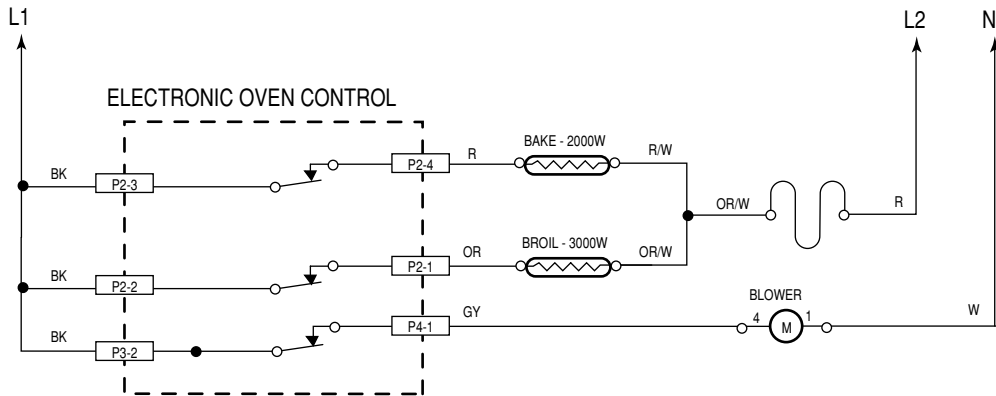 L1
L2
N
ELECTRONIC OVEN CONTROL
BAKE - 2000W
BK
P2-3
P2-4
R
R/W
OR/W
R
BROIL - 3000W
BK
P2-2
P2-1
OR
OR/W
BLOWER
BK
P3-2
P4-1
GY
4
M
1
W